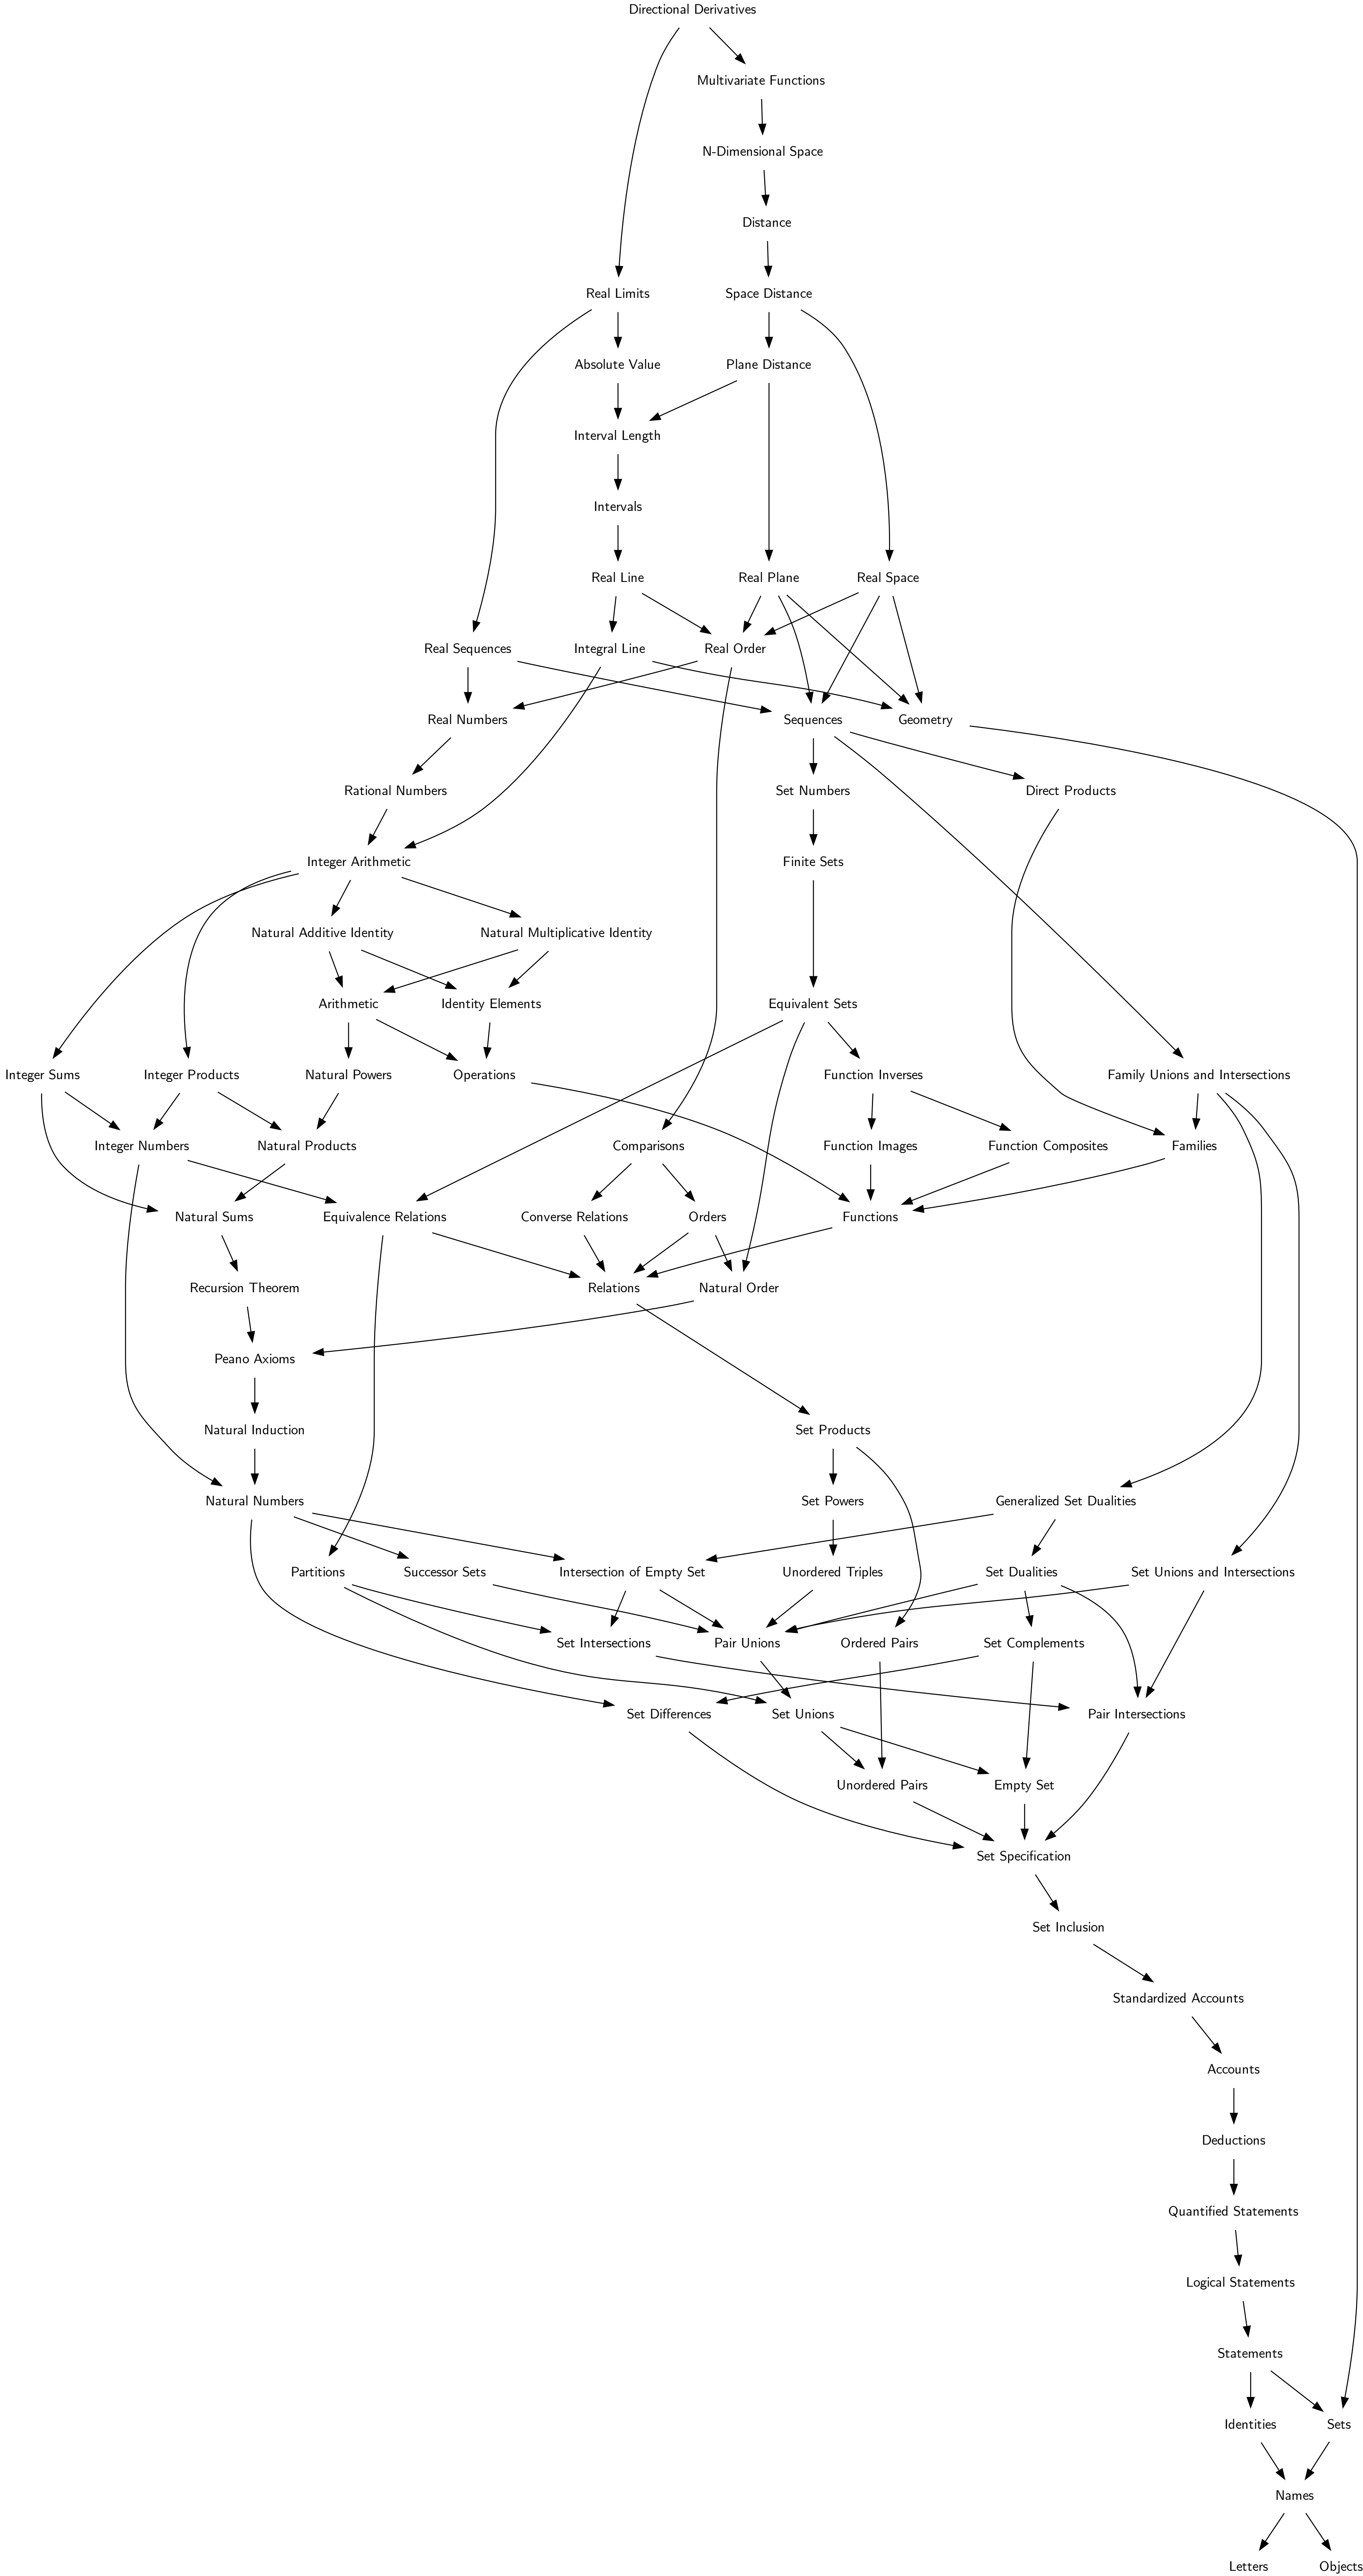 Directional Derivatives
Multivariate Functions
N-Dimensional Space
Distance
Real Limits
Space Distance
Absolute Value
Plane Distance
Interval Length
Intervals
Real Line
Real Plane
Real Space
Real Sequences
Integral Line
Real Order
Real Numbers
Sequences
Geometry
Rational Numbers
Set Numbers
Direct Products
Integer Arithmetic
Finite Sets
Natural Additive Identity
Natural Multiplicative Identity
Arithmetic
Identity Elements
Equivalent Sets
Integer Sums
Integer Products
Natural Powers
Operations
Function Inverses
Family Unions and Intersections
Integer Numbers
Natural Products
Comparisons
Function Images
Function Composites
Families
Natural Sums
Equivalence Relations
Converse Relations
Orders
Functions
Recursion Theorem
Relations
Natural Order
Peano Axioms
Natural Induction
Set Products
Natural Numbers
Set Powers
Generalized Set Dualities
Partitions
Successor Sets
Intersection of Empty Set
Unordered Triples
Set Dualities
Set Unions and Intersections
Set Intersections
Pair Unions
Ordered Pairs
Set Complements
Set Differences
Set Unions
Pair Intersections
Unordered Pairs
Empty Set
Set Specification
Set Inclusion
Standardized Accounts
Accounts
Deductions
Quantified Statements
Logical Statements
Statements
Identities
Sets
Names
Letters
Objects